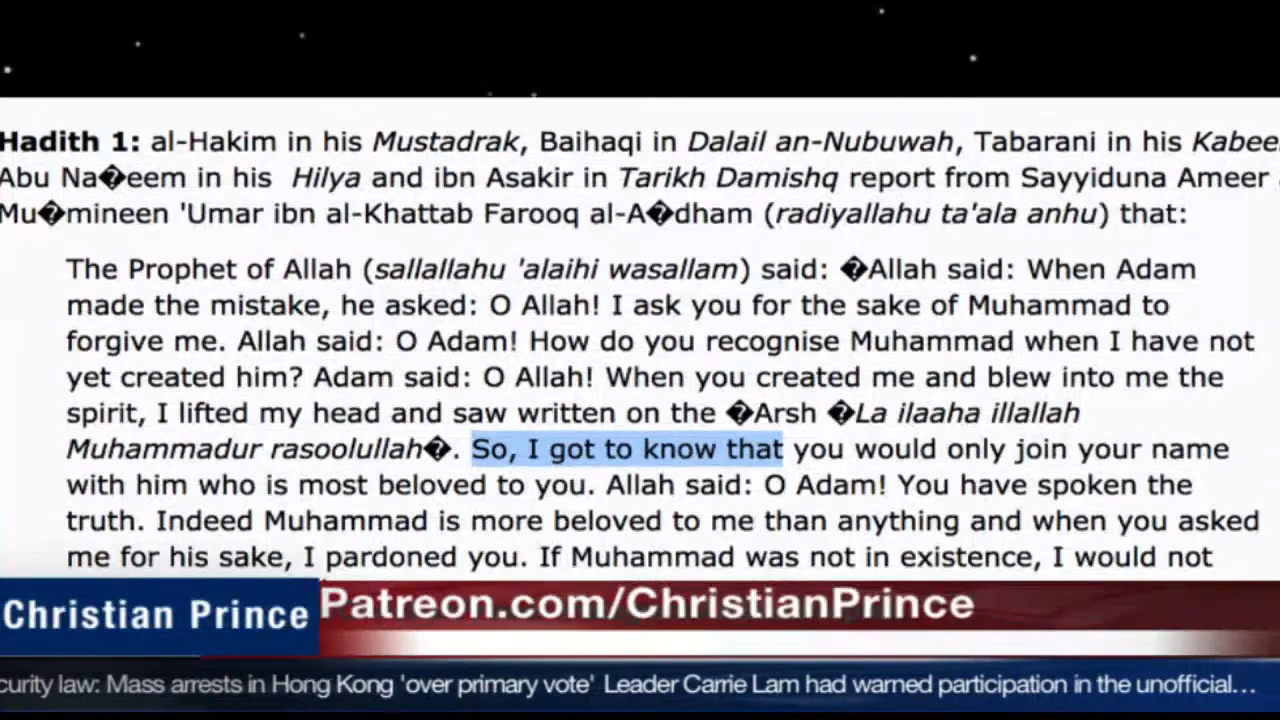 Hadith 1: al-Hakim in his Mustadrak, Baihaqi in Dalail an-Nubuwah, Tabarani in his
Abu Na�eem in his Hilya and ibn Asakir in Tarikh Damishq report from Sayyiduna Ameer
Mu�mineen 'Umar ibn al-Khattab Farooq al-A�dham (radiyallahu ta'ala anhu) that:
The Prophet of Allah (sallallahu 'alaihi wasallam) said: �Allah said: When Adam
made the mistake, he asked: O Allah! I ask you for the sake of Muhammad to
forgive me. Allah said: O Adam! How do you recognise Muhammad when I have not
yet created him? Adam said: O Allah! When you created me and blew into me the
spirit, I lifted my head and saw written on the �Arsh �La ilaaha illallah
Muhammadur rasoolullah�. So, I got to know that you would only join your name
with him who is most beloved to you. Allah said: O Adam! You have spoken the
truth. Indeed Muhammad is more beloved to me than anything and when you asked
me for his sake, I pardoned you. If Muhammad was not in existence, I would not
Christian Prince
Patreon.com/ChristianPrince
curity law: Mass arrests in Hong Kong 'over primary vote' Leader Carrie Lam had warned participation in the unofficial...